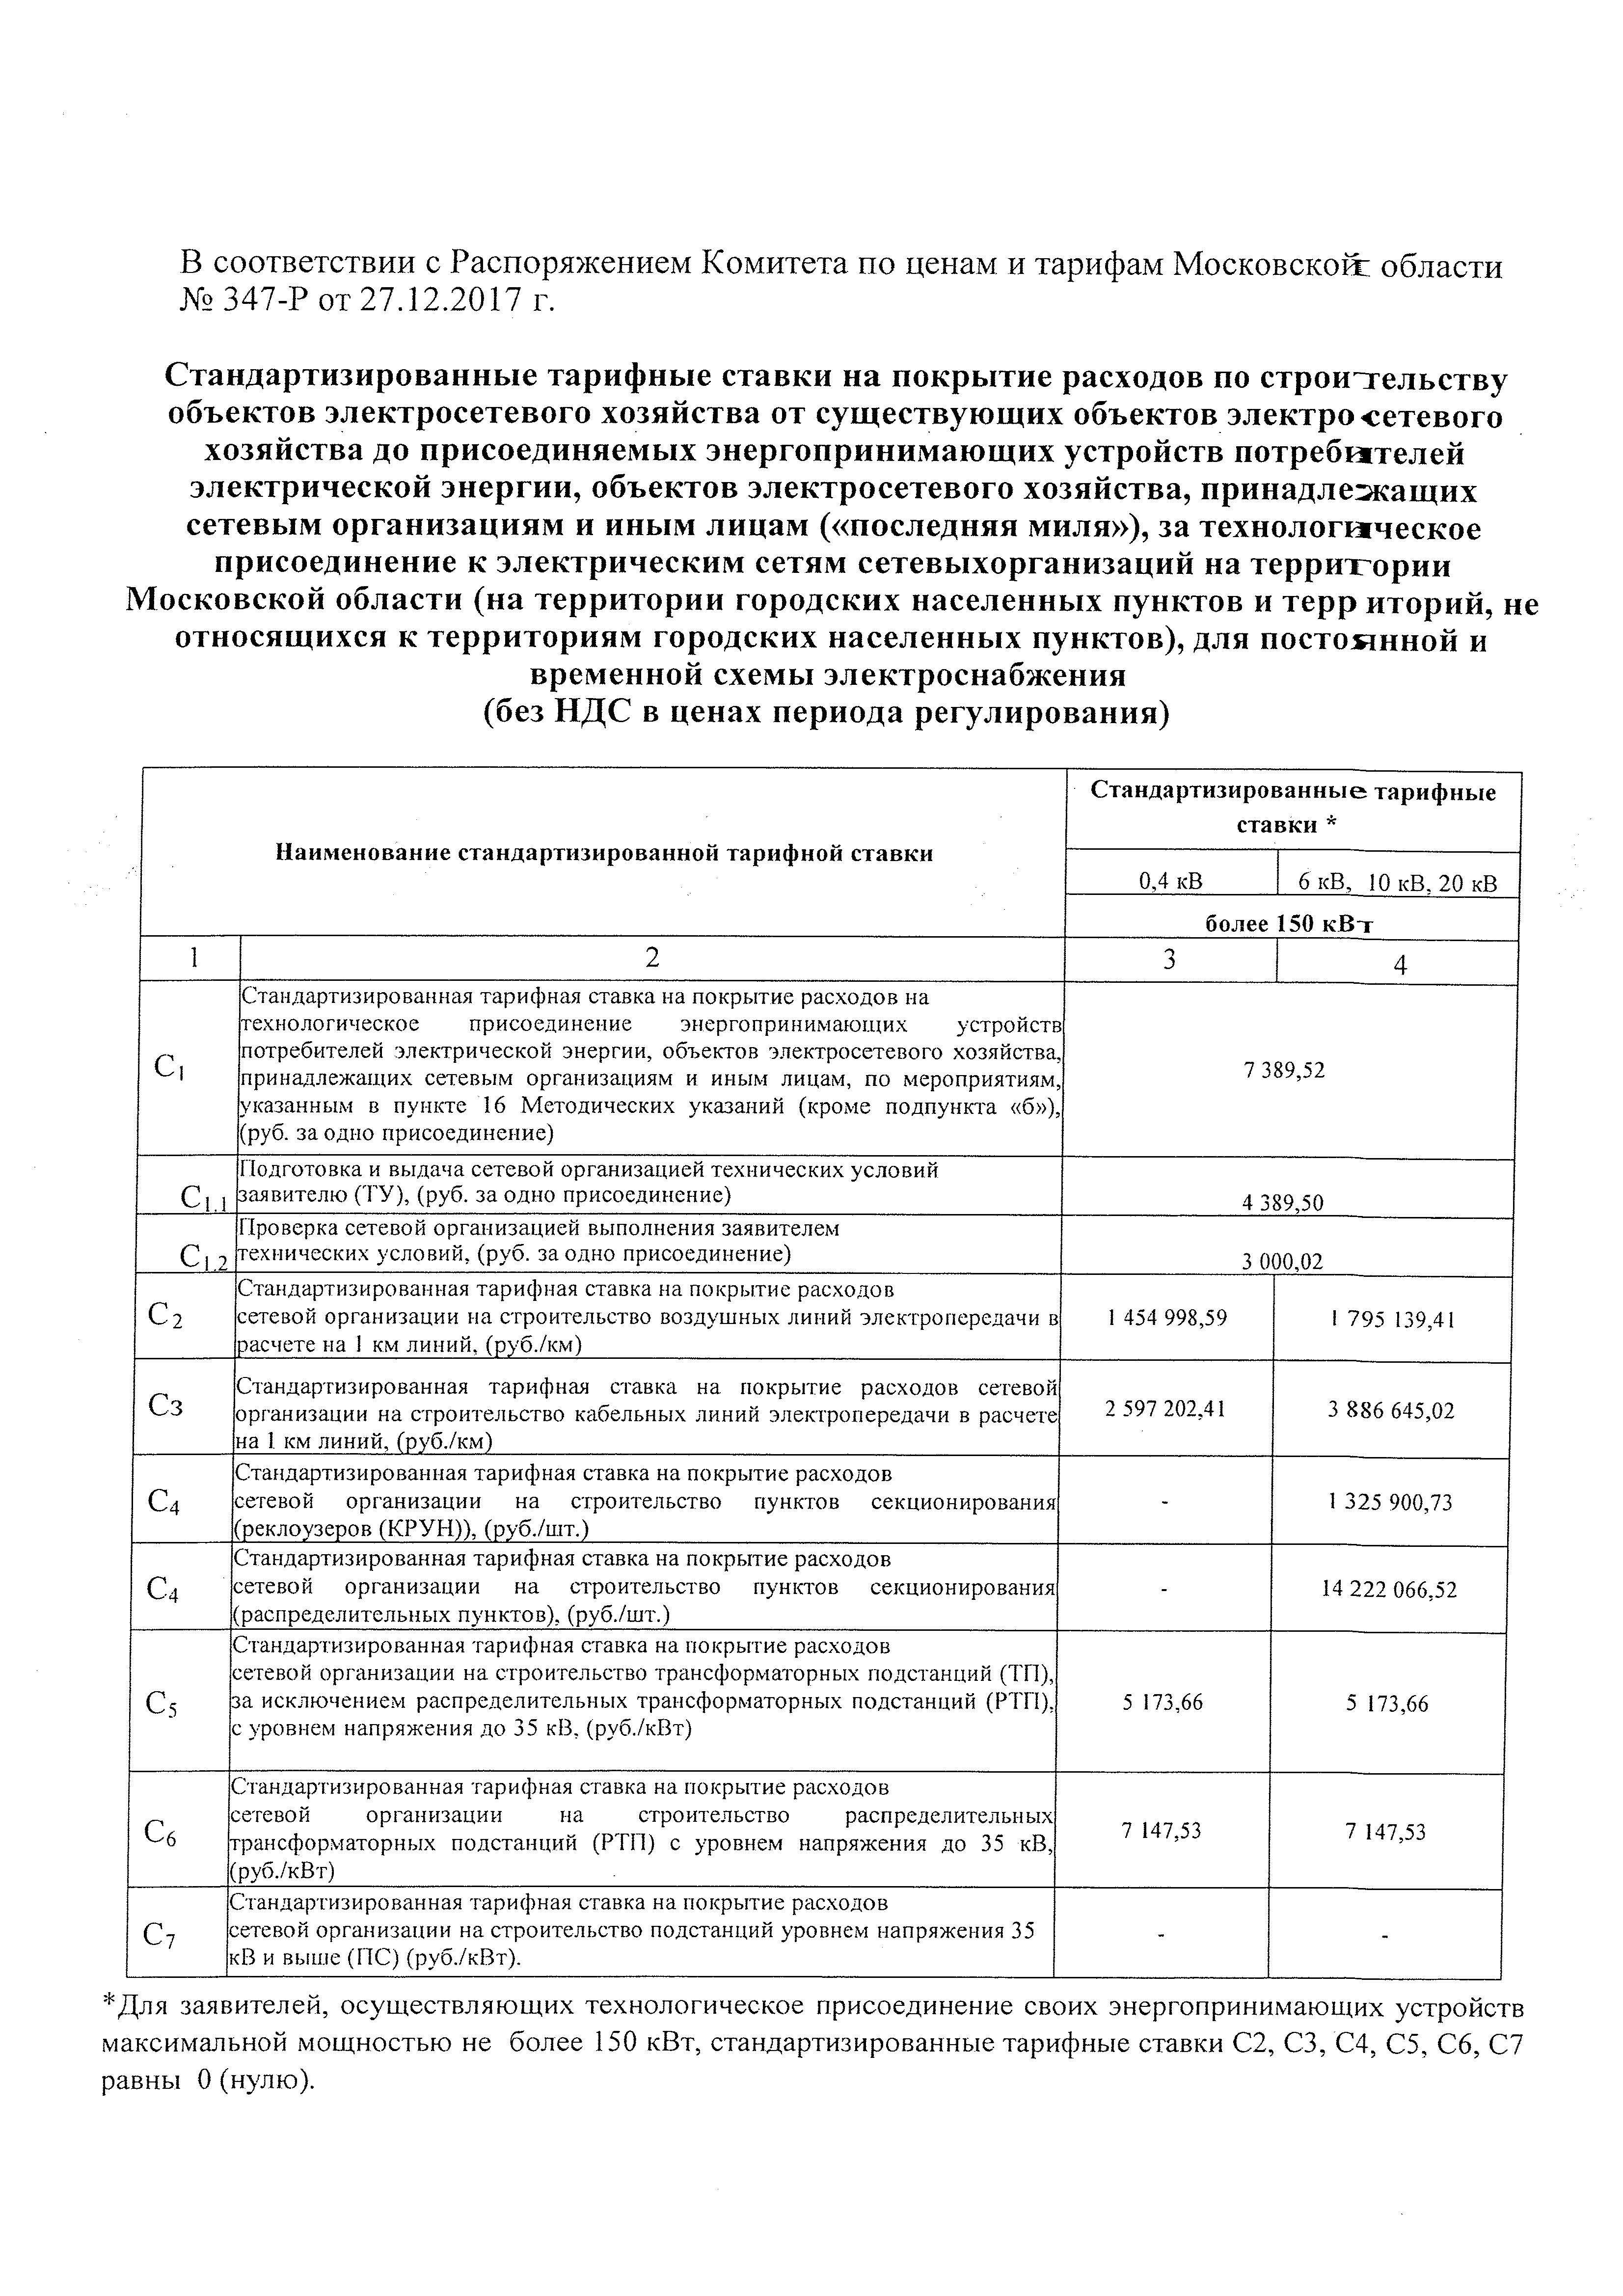 В соответствии с Распоряжением Комитета по ценам и тарифам Московской области
№ 347-Р от 27.12.2017 г.
Стандартизированные тарифные ставки на покрытие расходов по строительству
объектов электросетевого хозяйства от существующих объектов электросетевого
хозяйства до присоединяемых энергопринимающих устройств потребителей
электрической энергии, объектов электросетевого хозяйства, принадлежащих
сетевым организациям и иным лицам («последняя миля»), за технологическое
присоединение к электрическим сетям сетевыхорганизаций на территории
Московской области (на территории городских населенных пунктов и территорий, не
относящихся к территориям городских населенных пунктов), для постоянной и
временной схемы электроснабжения
(без НДС в ценах периода регулирования)
Наименование стандартизированной тарифной ставки
Стандартизированные тарифные
ставки *
0,4 кВ
6 кВ, 10 кВ, 20 кВ
более 150 кВт
1
2
3
4
С1
Стандартизированная тарифная ставка на покрытие расходов на
технологическое присоединение энергопринимающих устройств
потребителей электрической энергии, объектов электросетевого хозяйства,
принадлежащих сетевым организациям и иным лицам, по мероприятиям,
указанным в пункте 16 Методических указаний (кроме подпункта «б»),
(руб. за одно присоединение)
7 389,52
С1.1
Подготовка и выдача сетевой организацией технических условий
заявителю (ТУ), (руб. за одно присоединение)
4 389,50
С1.2
Проверка сетевой организацией выполнения заявителем
технических условий, (руб. за одно присоединение)
3 000,02
С2
Стандартизированная тарифная ставка на покрытие расходов
сетевой организации на строительство воздушных линий электропередачи в
расчете на 1 км линий, (руб./км)
1 454 998,59
1 795 139,41
С3
Стандартизированная тарифная ставка на покрытие расходов сетевой
организации на строительство кабельных линий электропередачи в расчете
на 1 км линий, (руб./км)
2 597 202,41
3 886 645,02
С4
Стандартизированная тарифная ставка на покрытие расходов
сетевой организации на строительство пунктов секционирования
(реклоузеров (КРУН)), (руб./шт.)
-
1 325 900,73
С4
Стандартизированная тарифная ставка на покрытие расходов
сетевой организации на строительство пунктов секционирования
(распределительных пунктов), (руб./шт.)
-
14 222 066,52
С5
Стандартизированная тарифная ставка на покрытие расходов
сетевой организации на строительство трансформаторных подстанций (ТП),
за исключением распределительных трансформаторных подстанций (РТП),
с уровнем напряжения до 35 кВ, (руб./кВт)
5 173,66
5 173,66
С6
Стандартизированная тарифная ставка на покрытие расходов
сетевой организации на строительство распределительных
трансформаторных подстанций (РТП) с уровнем напряжения до 35 кВ,
(руб./кВт)
7 147,53
7 147,53
С7
Стандартизированная тарифная ставка на покрытие расходов
сетевой организации на строительство подстанций уровнем напряжения 35
кВ и выше (ПС) (руб./кВт).
-
-
*Для заявителей, осуществляющих технологическое присоединение своих энергопринимающих устройств
максимальной мощностью не более 150 кВт, стандартизированные тарифные ставки С2, С3, С4, С5, С6, С7
равны 0 (нулю).